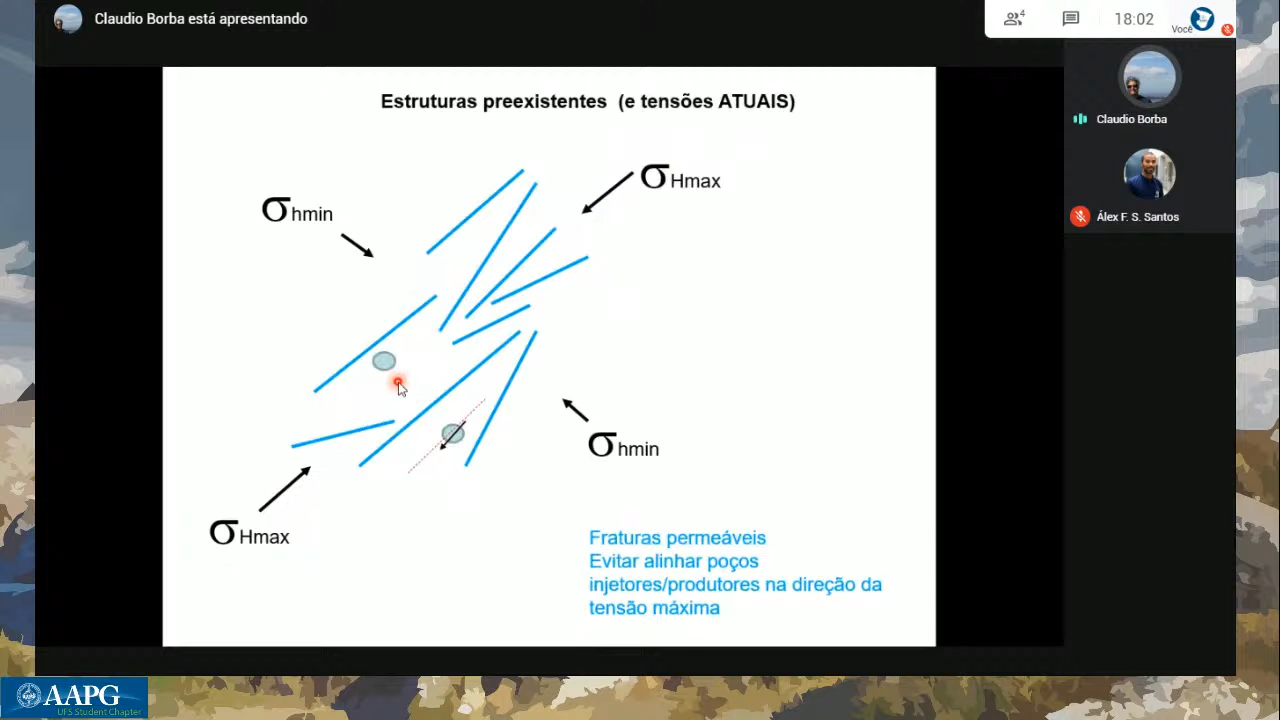 Claudio Borba está apresentando
4
18:02
Você
Estruturas preexistentes (e tensões ATUAIS)
σHmax
σhmin
σhmin
σHmax
Fraturas permeáveis
Evitar alinhar poços
injetores/produtores na direção da
tensão máxima
Claudio Borba
Álex F. S. Santos
AAPG
UFS Student Chapter